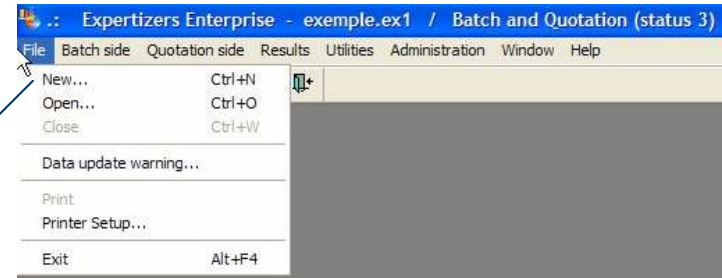 .: Expertizers Enterprise - exemple.ex1 / Batch and Quotation (status 3)
File Batch side Quotation side Results Utilities Administration Window Help
New... Ctrl+N
Open... Ctrl+O
Close Ctrl+W
Data update warning...
Print
Printer Setup...
Exit Alt+F4